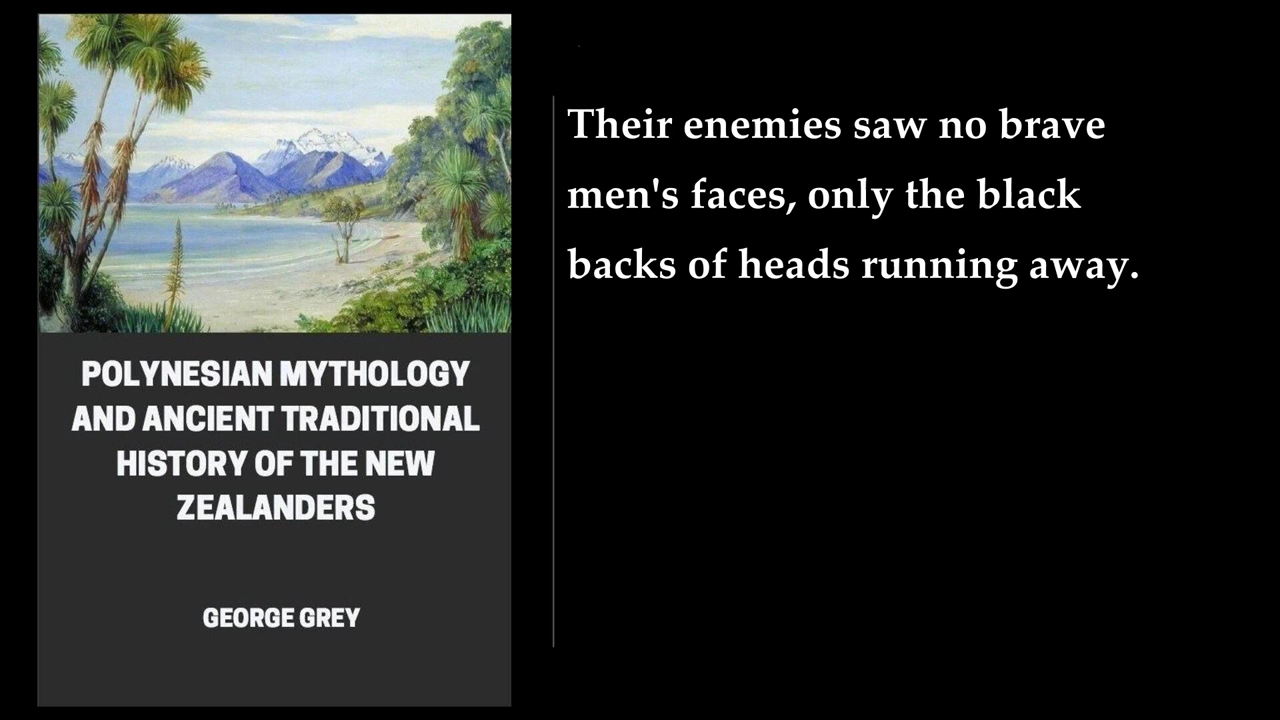 POLYNESIAN MYTHOLOGY
AND ANCIENT TRADITIONAL
HISTORY OF THE NEW
ZEALANDERS
GEORGE GREY
Their enemies saw no brave
men's faces, only the black
backs of heads running away.